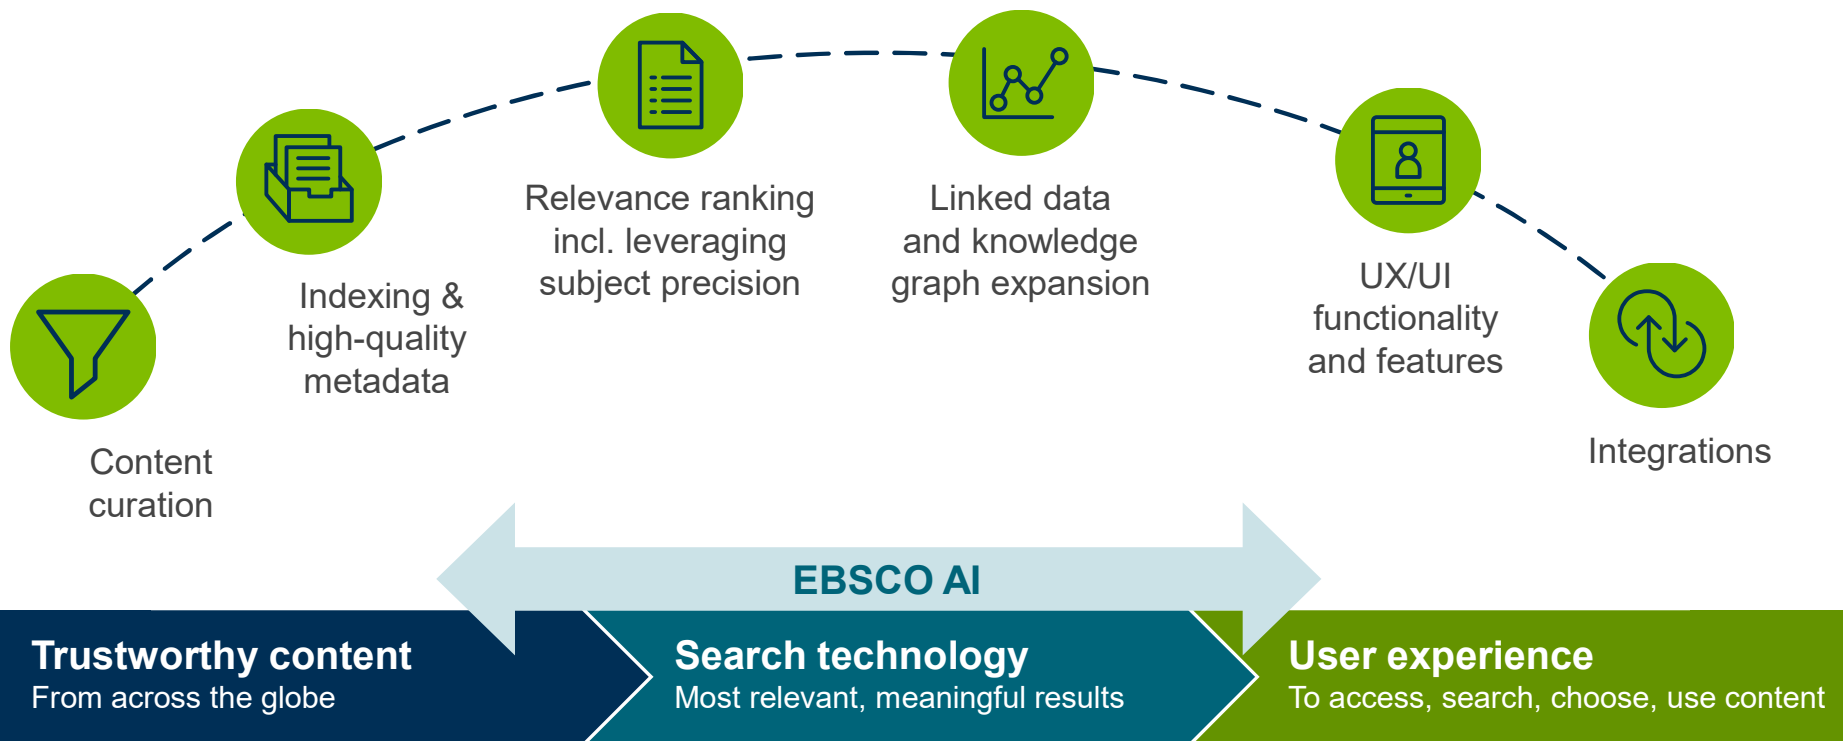 Content
curation
Indexing &
high-quality
metadata
Relevance ranking
incl. leveraging
subject precision
Linked data
and knowledge
graph expansion
UX/UI
functionality
and features
Integrations
EBSCO AI
Trustworthy content
From across the globe
Search technology
Most relevant, meaningful results
User experience
To access, search, choose, use content